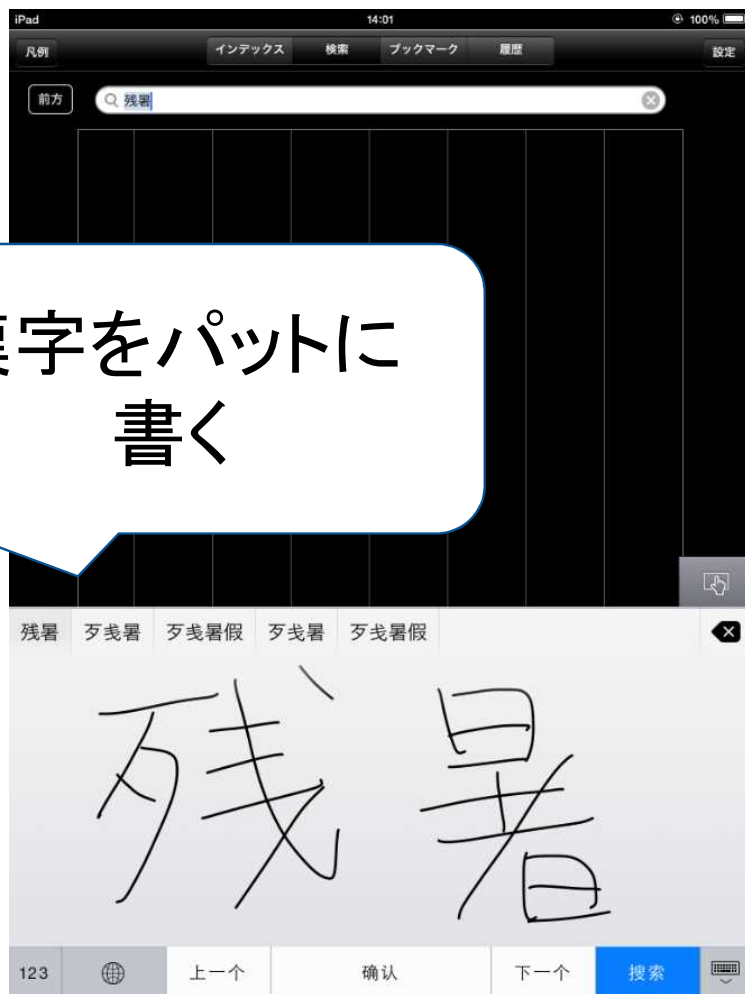 iPad 14:01 100%
凡例 インデックス 検索 ブックマーク 履歴 設定
前方 残暑
字をパットに
書く
残暑 歹戋暑 歹戋暑假 歹戈暑 歹戈暑假
残暑
123 上一个 确认 下一个 搜索